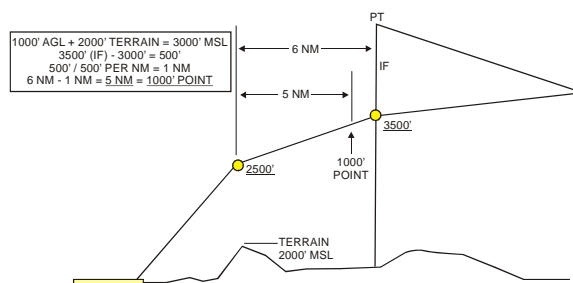 1000' AGL + 2000' TERRAIN = 3000' MSL
3500' (IF) - 3000' = 500'
500' / 500' PER NM = 1 NM
6 NM - 1 NM = 5 NM = 1000' POINT
PT
6 NM
IF
5 NM
3500'
1000'
POINT
2500'
TERRAIN
2000' MSL